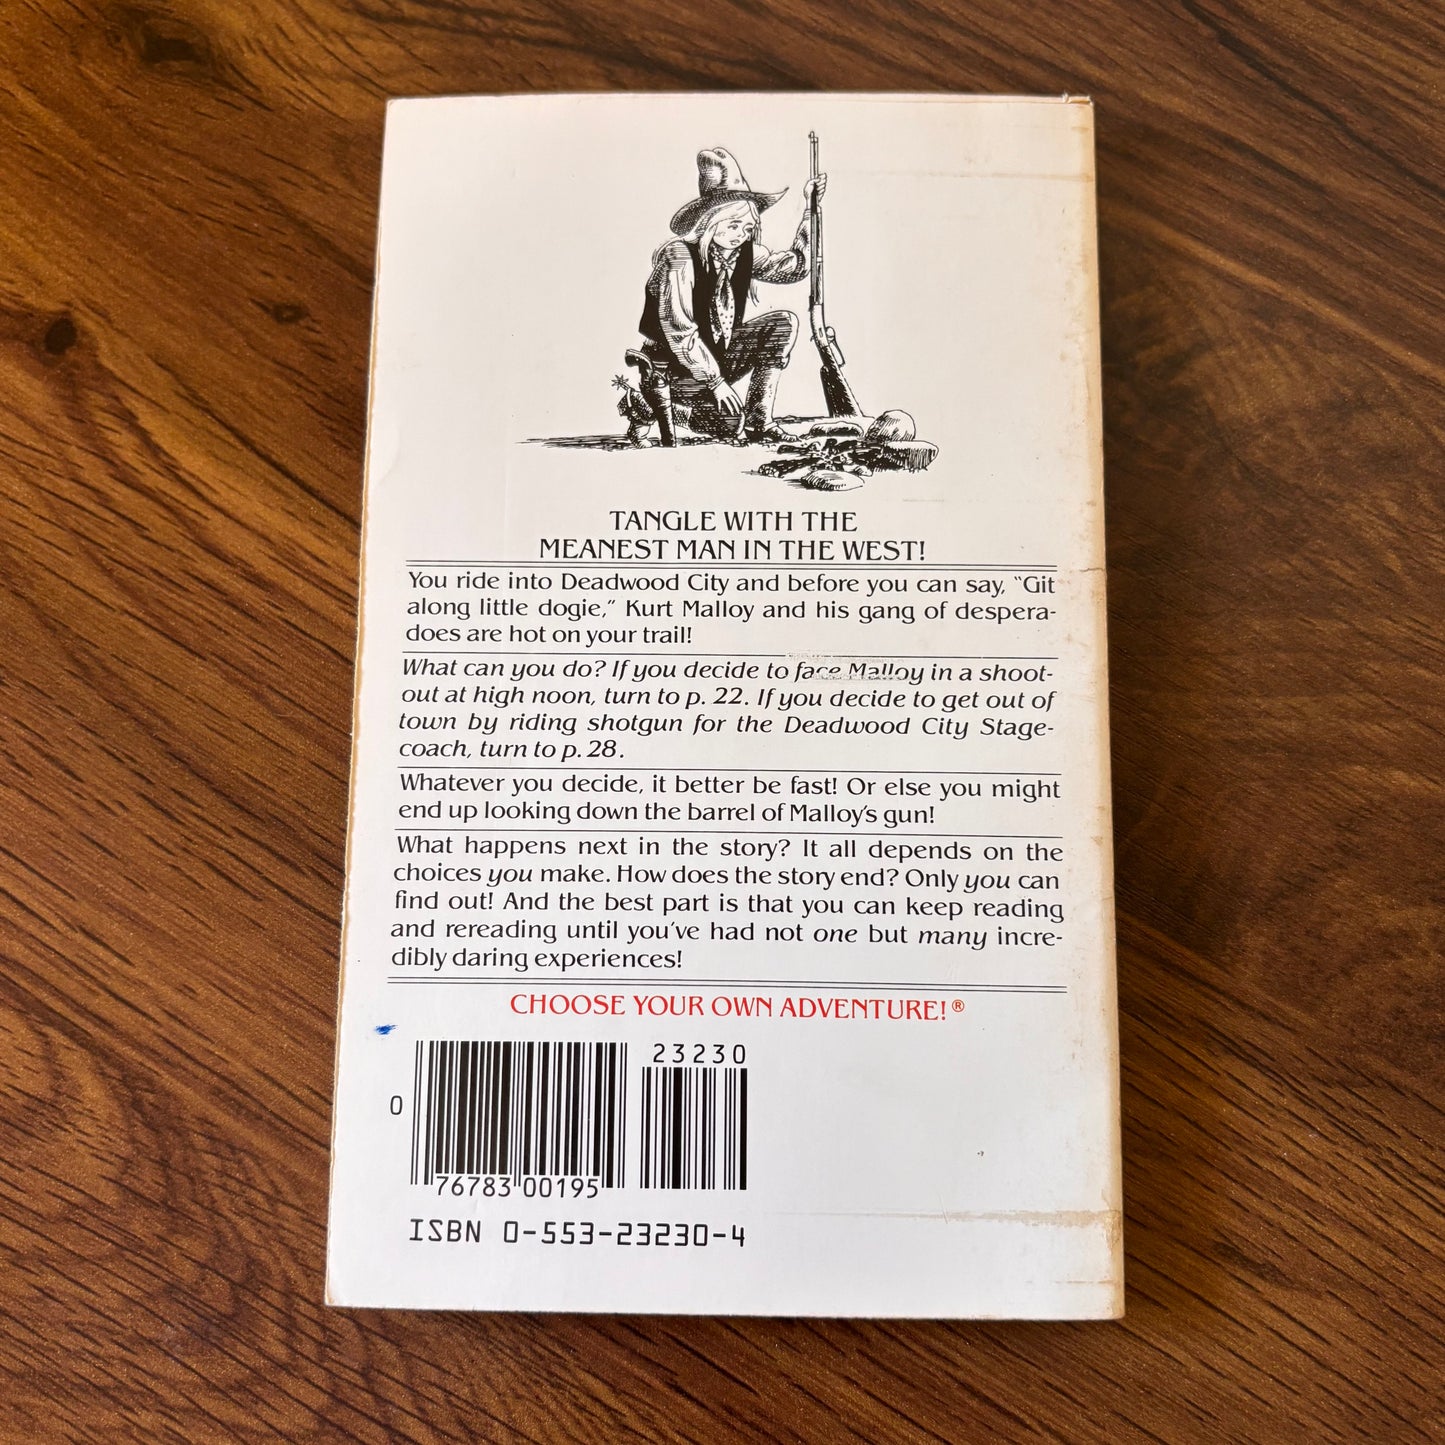 TANGLE WITH THE
MEANEST MAN IN THE WEST!
You ride into Deadwood City and before you can say, "Git
along little dogie," Kurt Malloy and his gang of despera-
does are hot on your trail!
What can you do? If you decide to face Malloy in a shoot-
out at high noon, turn to p. 22. If you decide to get out of
town by riding shotgun for the Deadwood City Stage-
coach, turn to p. 28.
Whatever you decide, it better be fast! Or else you might
end up looking down the barrel of Malloy's gun!
What happens next in the story? It all depends on the
choices you make. How does the story end? Only you can
find out! And the best part is that you can keep reading
and rereading until you've had not one but many incre-
dibly daring experiences!
CHOOSE YOUR OWN ADVENTURE!®
23230
0
76783 00195
ISBN 0-553-23230-4